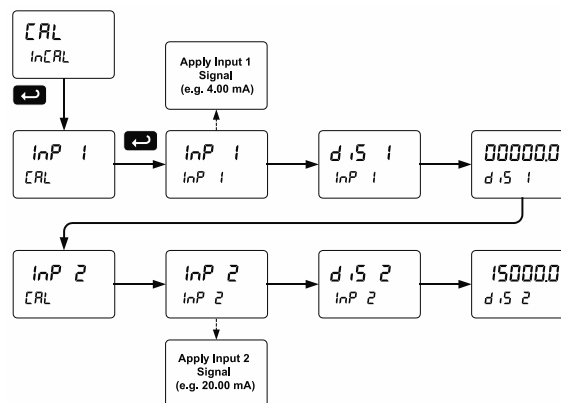 CAL
InCAL
Apply Input 1
Signal
(e.g. 4.00 mA)
InP 1
CAL
InP 1
InP 1
diS 1
InP 1
00000.0
diS 1
InP 2
CAL
InP 2
InP 2
diS 2
InP 2
15000.0
diS 2
Apply Input 2
Signal
(e.g. 20.00 mA)